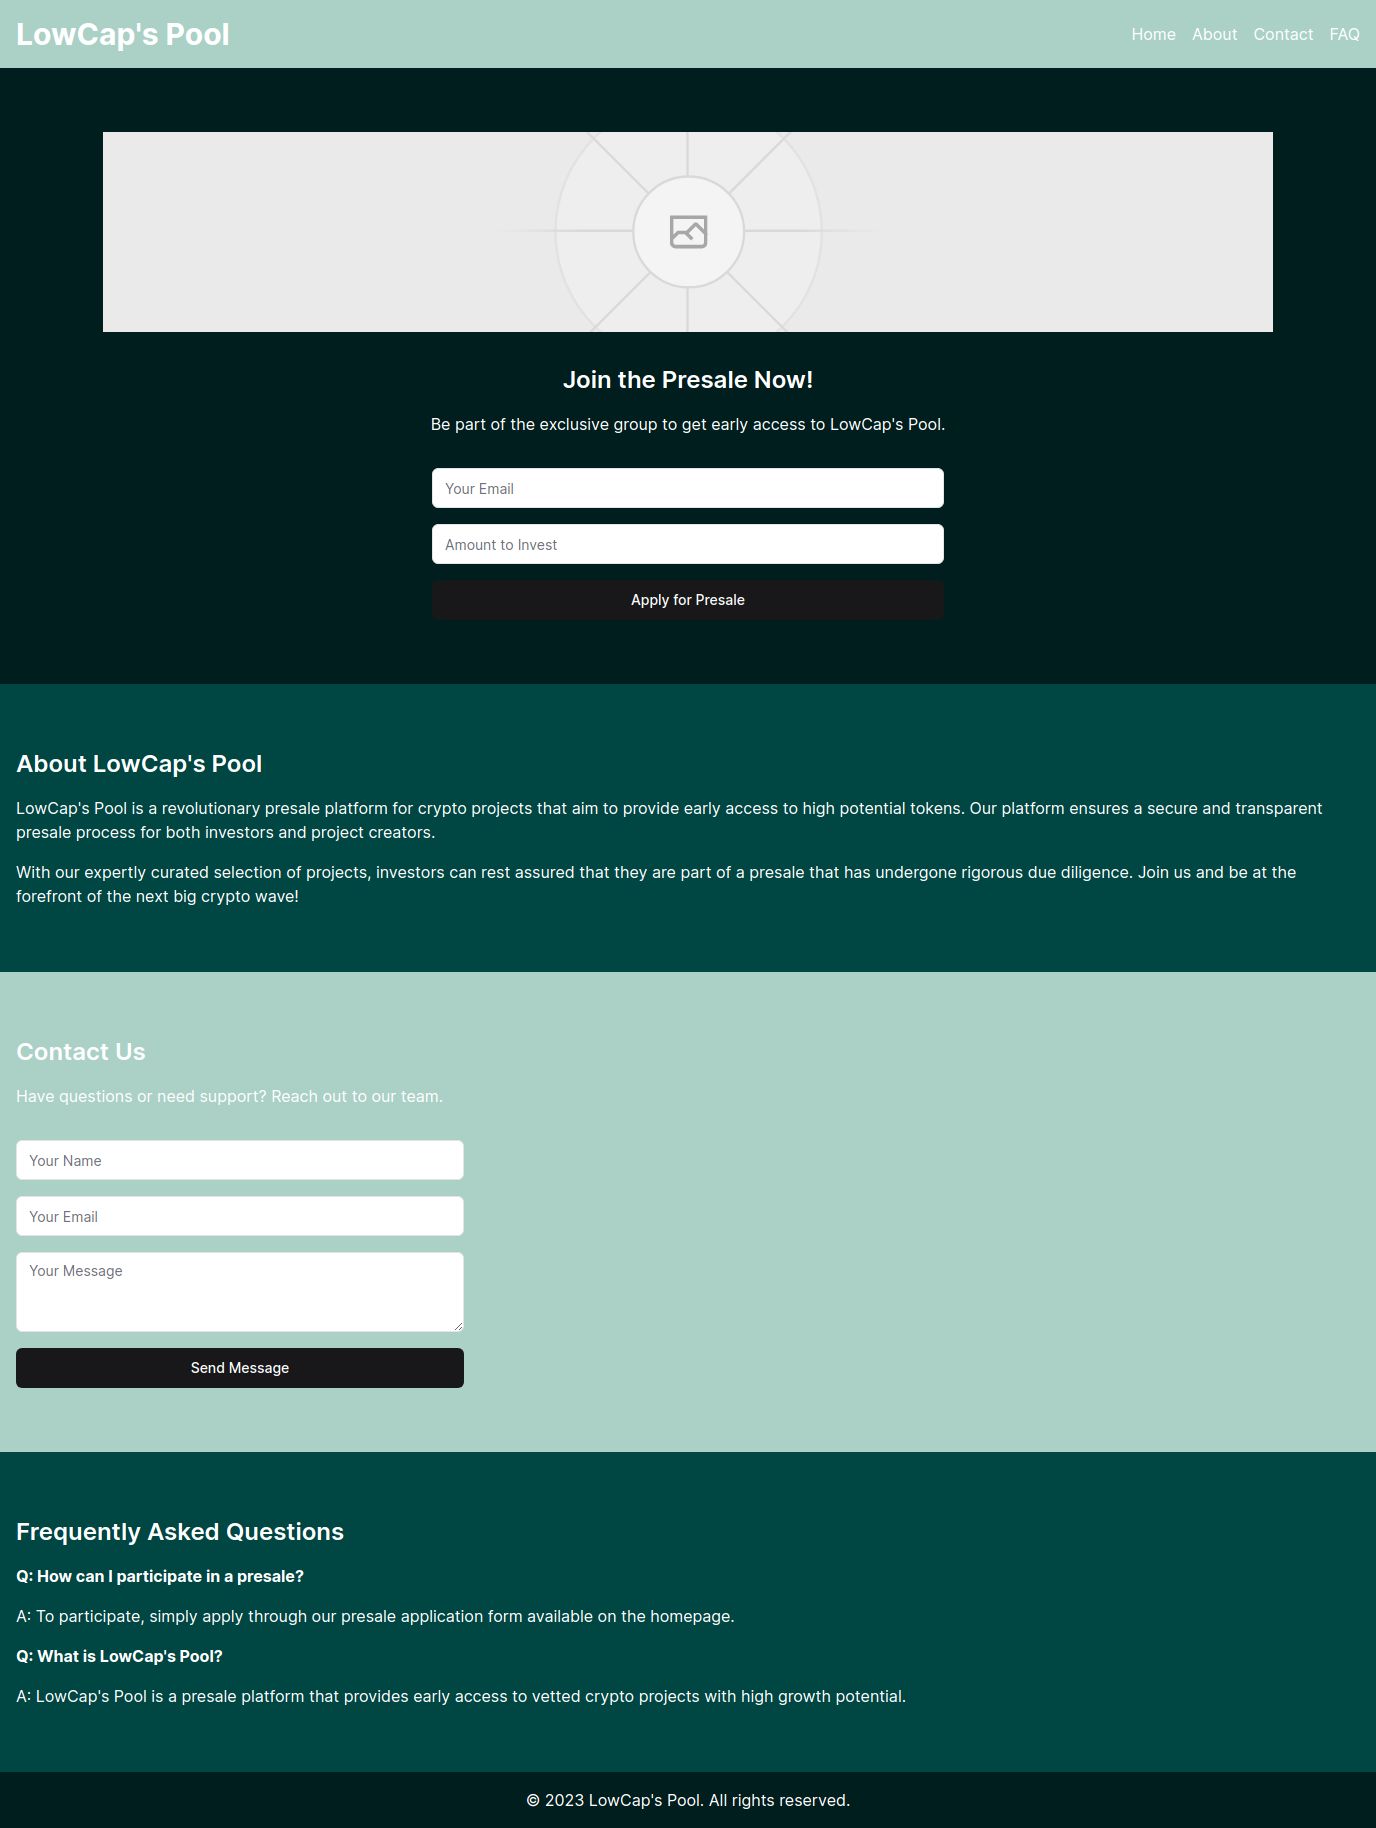 LowCap's Pool
Home About Contact FAQ
Join the Presale Now!
Be part of the exclusive group to get early access to LowCap's Pool.
Your Email
Amount to Invest
Apply for Presale
About LowCap's Pool
LowCap's Pool is a revolutionary presale platform for crypto projects that aim to provide early access to high potential tokens. Our platform ensures a secure and transparent
presale process for both investors and project creators.
With our expertly curated selection of projects, investors can rest assured that they are part of a presale that has undergone rigorous due diligence. Join us and be at the
forefront of the next big crypto wave!
Contact Us
Have questions or need support? Reach out to our team.
Your Name
Your Email
Your Message
Send Message
Frequently Asked Questions
Q: How can I participate in a presale?
A: To participate, simply apply through our presale application form available on the homepage.
Q: What is LowCap's Pool?
A: LowCap's Pool is a presale platform that provides early access to vetted crypto projects with high growth potential.
© 2023 LowCap's Pool. All rights reserved.